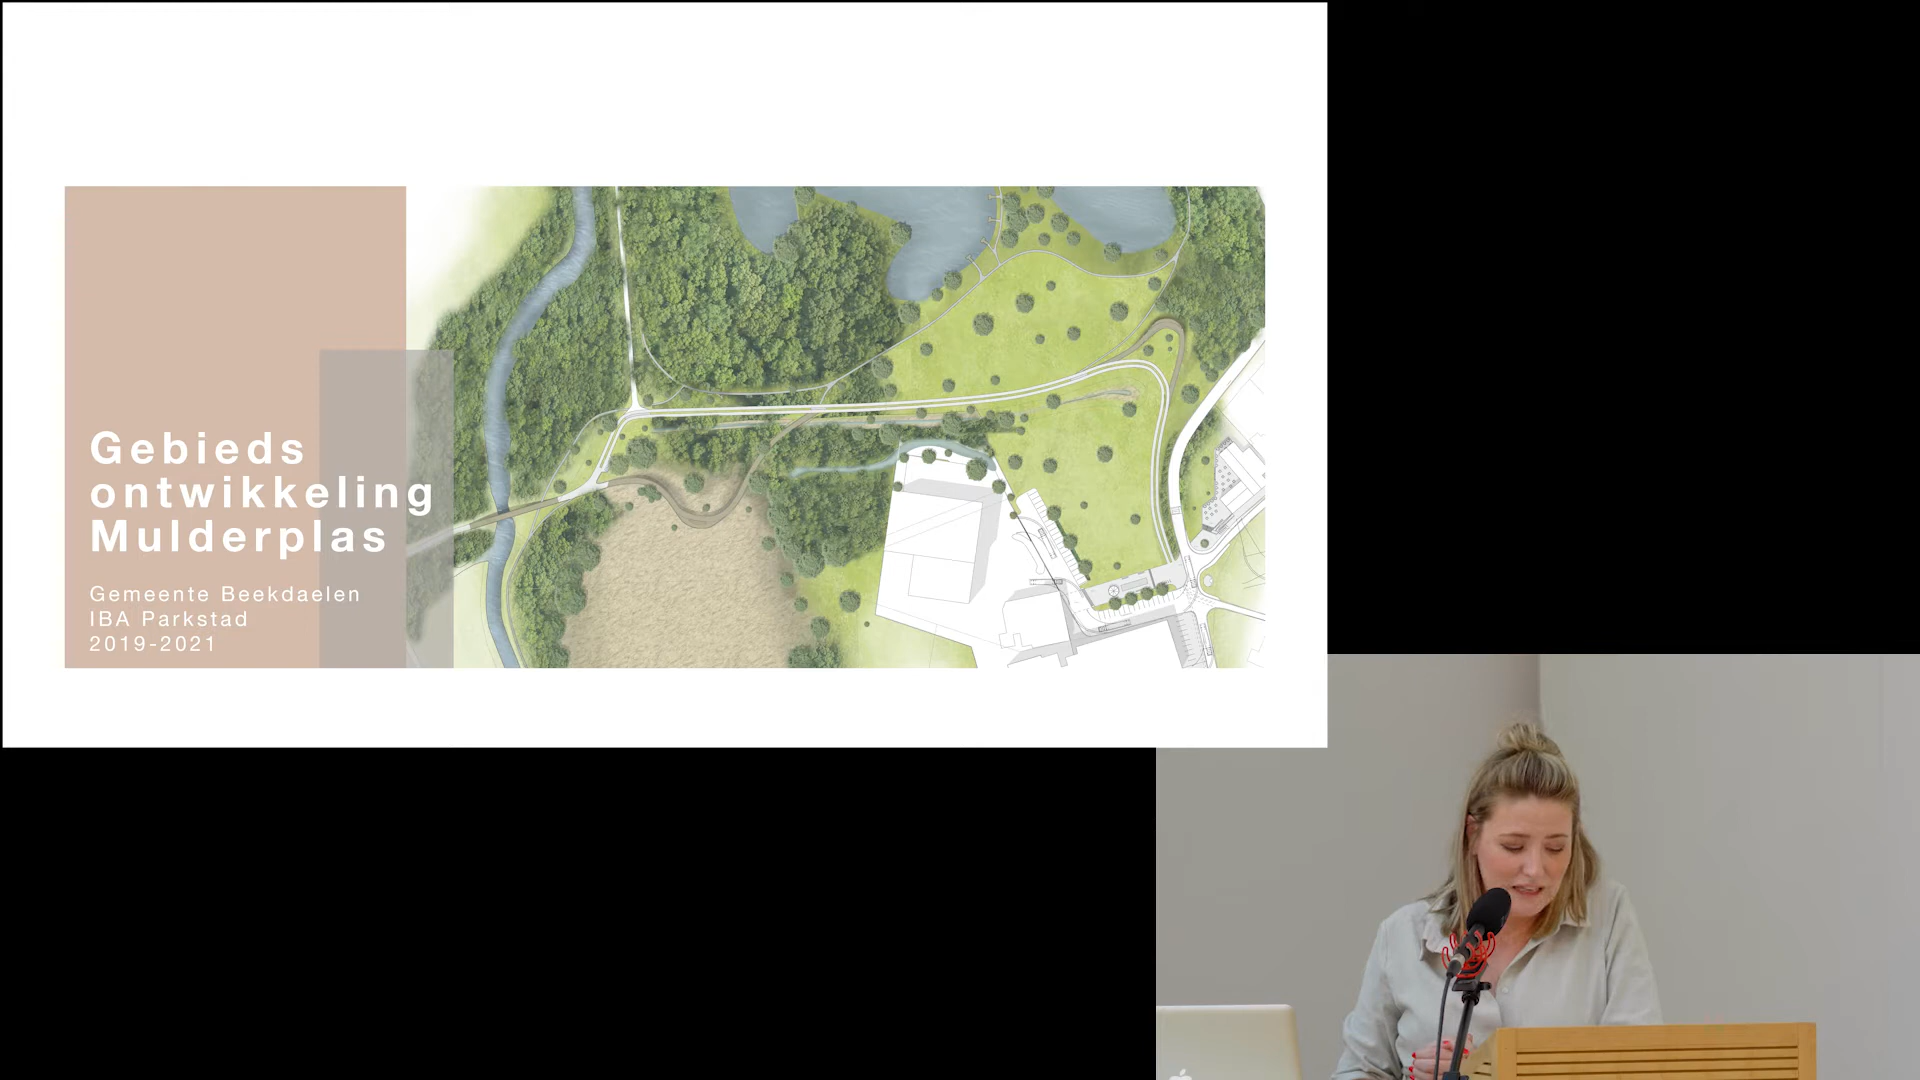 Gebieds
ontwikkeling
Mulderplas
Gemeente Beekdaelen
IBA Parkstad
2019-2021